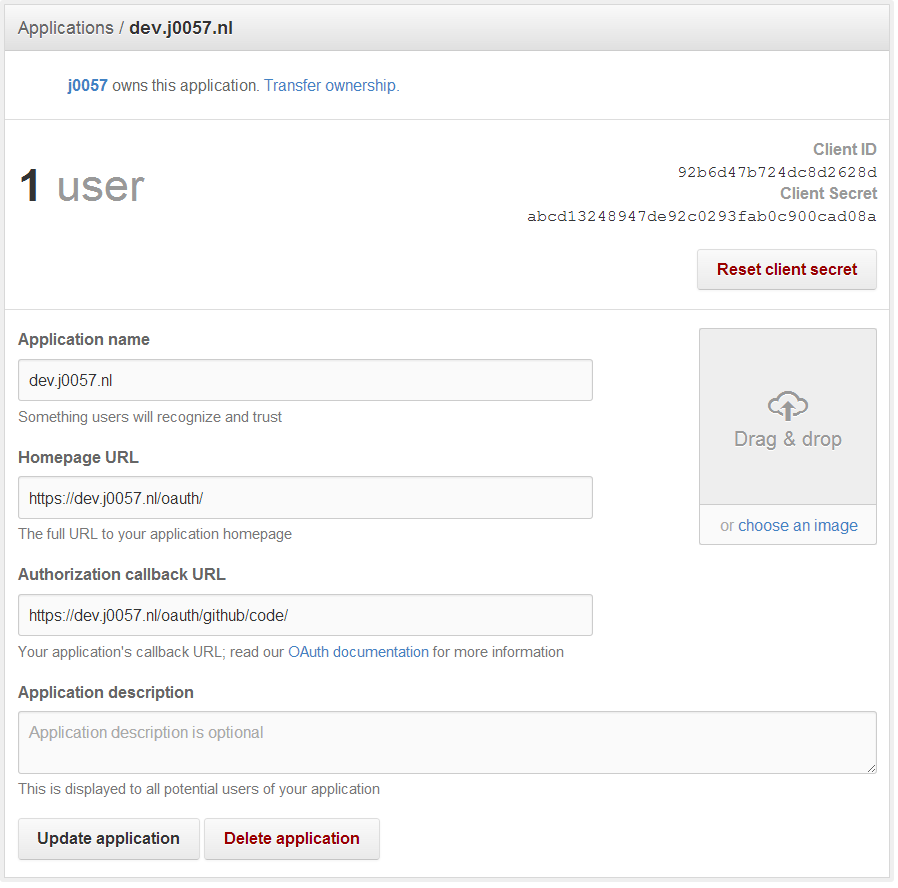 Applications / dev.j0057.nl
j0057 owns this application. Transfer ownership.
1 user
Client ID
92b6d47b724dc8d2628d
Client Secret
abcd13248947de92c0293fab0c900cad08a
Reset client secret
Application name
dev.j0057.nl
Something users will recognize and trust
Drag & drop
or choose an image
Homepage URL
https://dev.j0057.nl/oauth/
The full URL to your application homepage
Authorization callback URL
https://dev.j0057.nl/oauth/github/code/
Your application's callback URL; read our OAuth documentation for more information
Application description
Application description is optional
This is displayed to all potential users of your application
Update application
Delete application